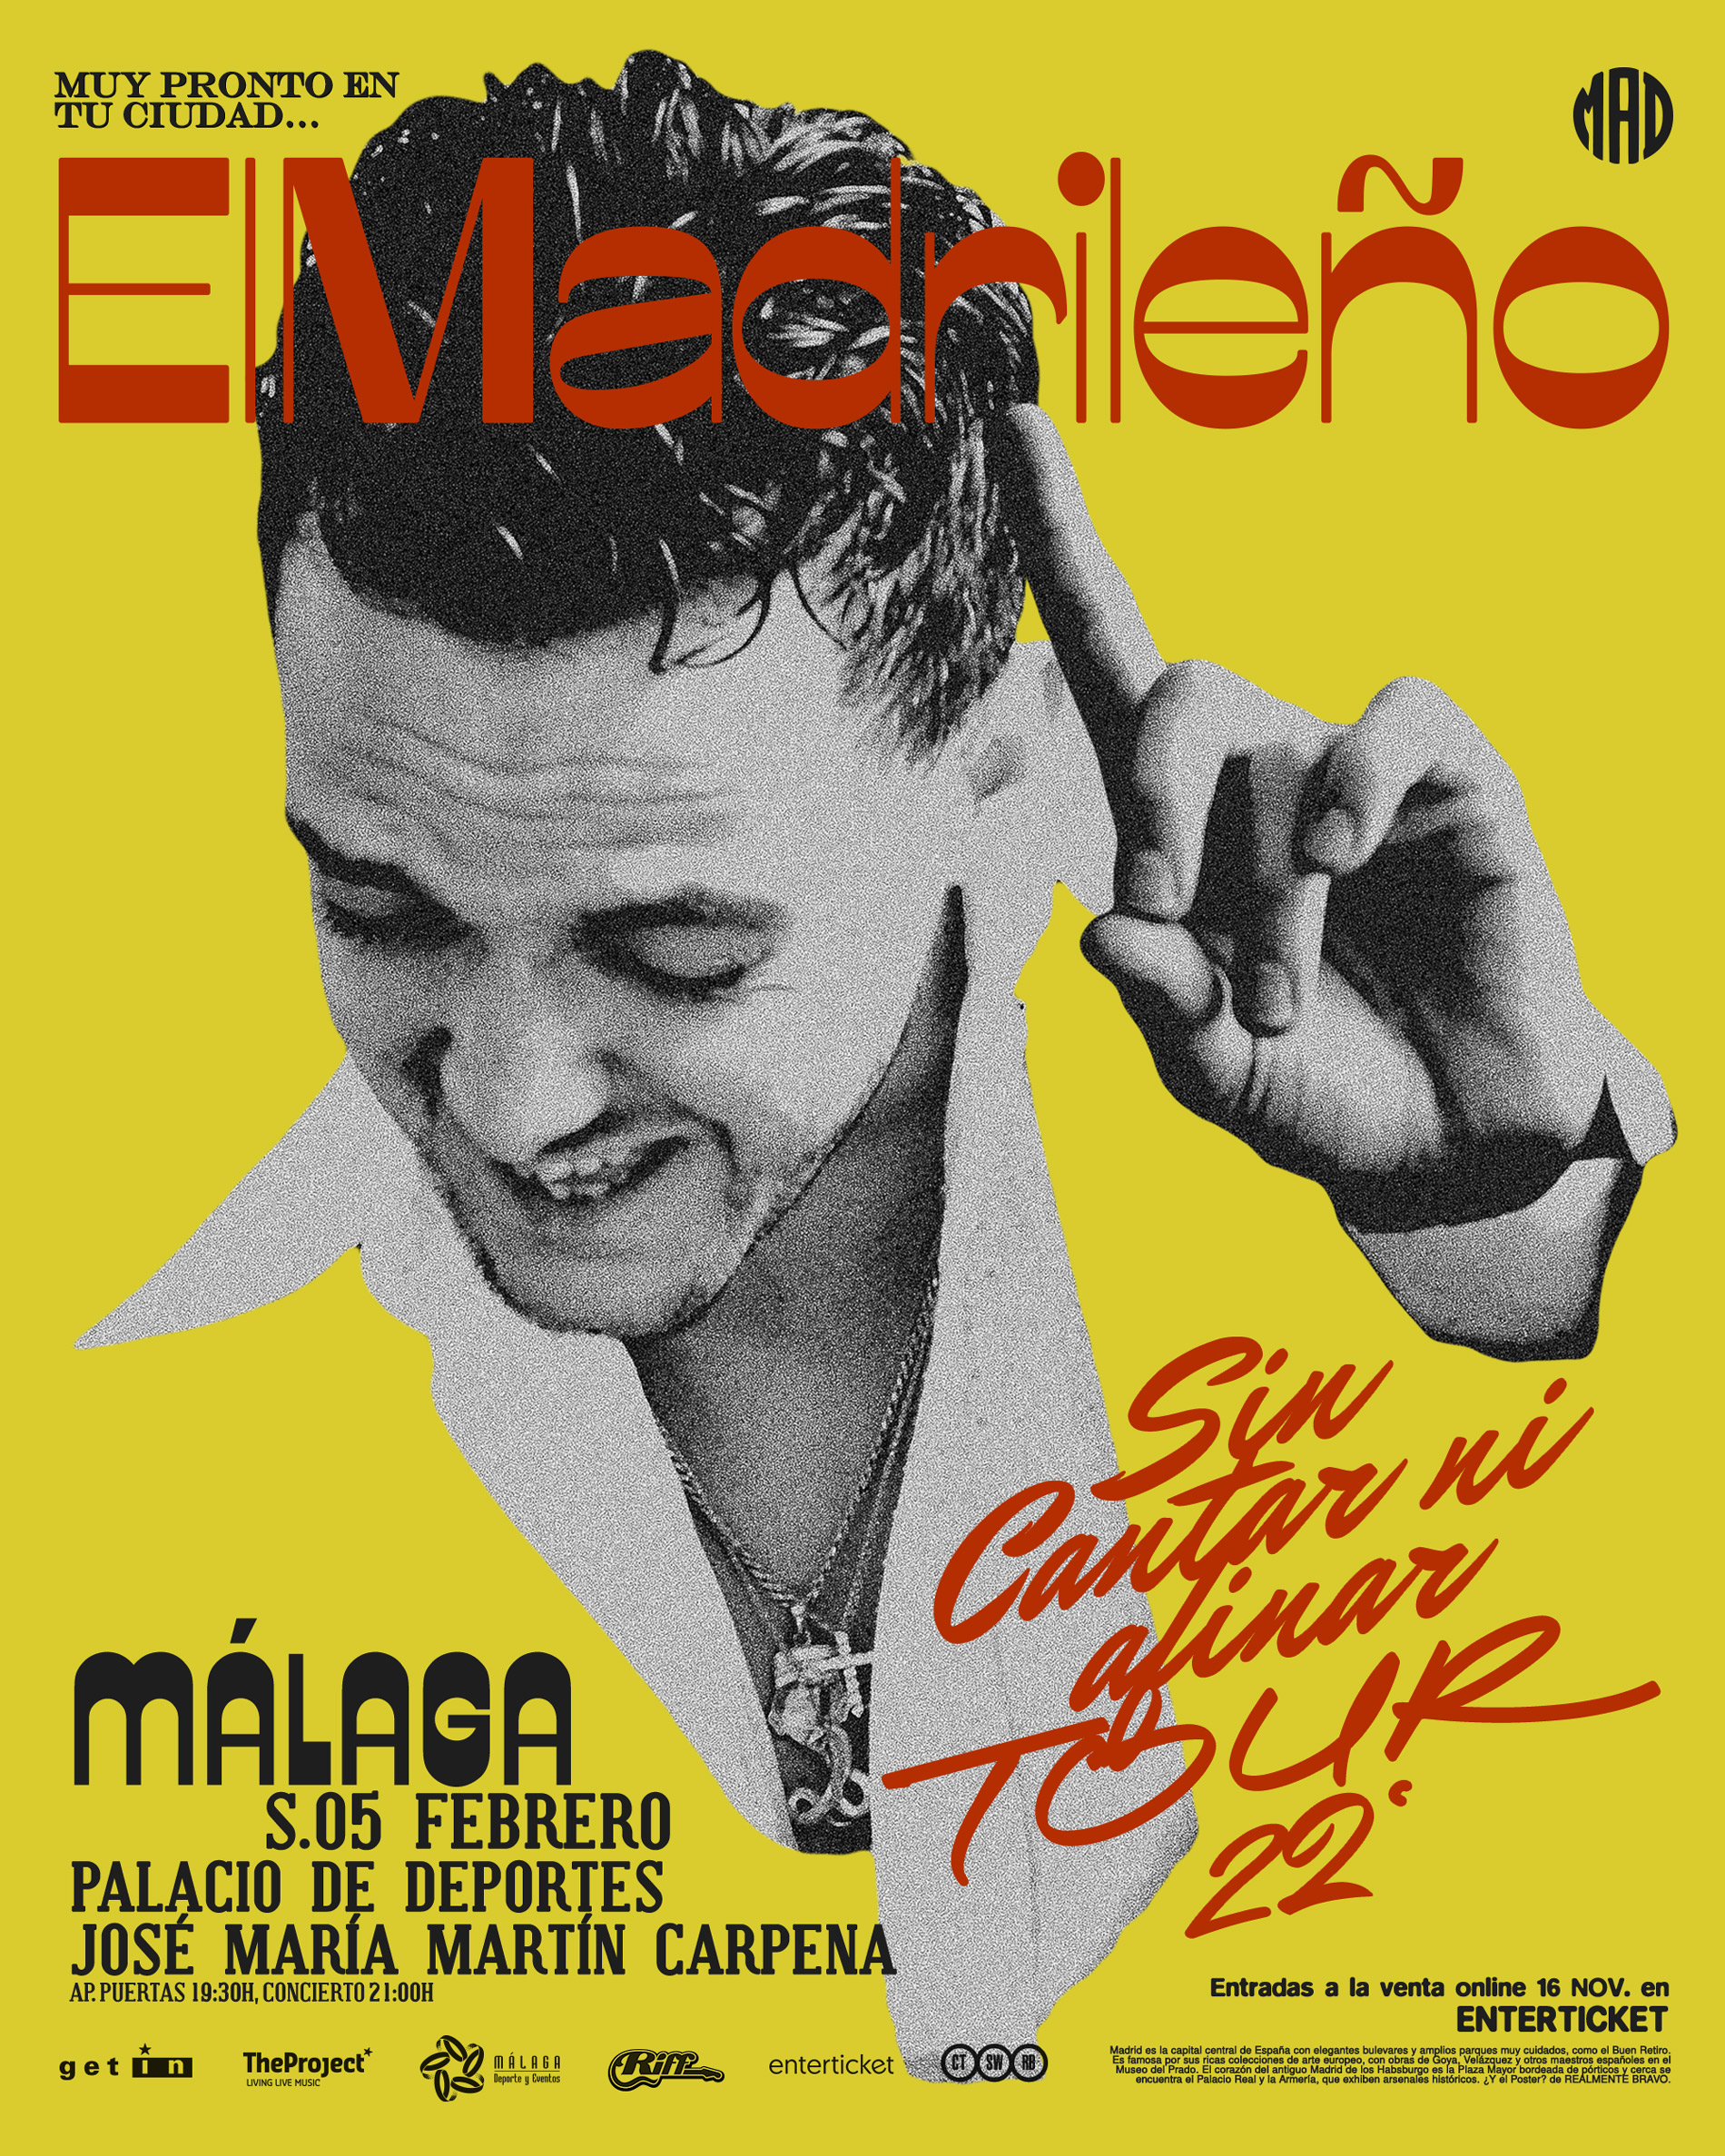 MUY PRONTO EN
TU CIUDAD...
MAD
El Madrileño
Sin
Cantar ni
afinar
TOUR
22'
MÁLAGA
S.05 FEBRERO
PALACIO DE DEPORTES
JOSÉ MARÍA MARTÍN CARPENA
AP. PUERTAS 19:30H, CONCIERTO 21:00H
Entradas a la venta online 16 NOV. en
ENTERTICKET
get in
TheProject
LIVING LIVE MUSIC
MÁLAGA
Deporte y Eventos
Riff
enterticket
CT SW RB
Madrid es la capital central de España con elegantes bulevares y amplios parques muy cuidados, como el Buen Retiro.
Es famosa por sus ricas colecciones de arte europeo, con obras de Goya, Velázquez y otros maestros españoles en el
Museo del Prado. El corazón del antiguo Madrid de los Habsburgo es la Plaza Mayor bordeada de pórticos y cerca se
encuentra el Palacio Real y la Armería, que exhiben arsenales históricos. ¿Y el Poster? de REALMENTE BRAVO.